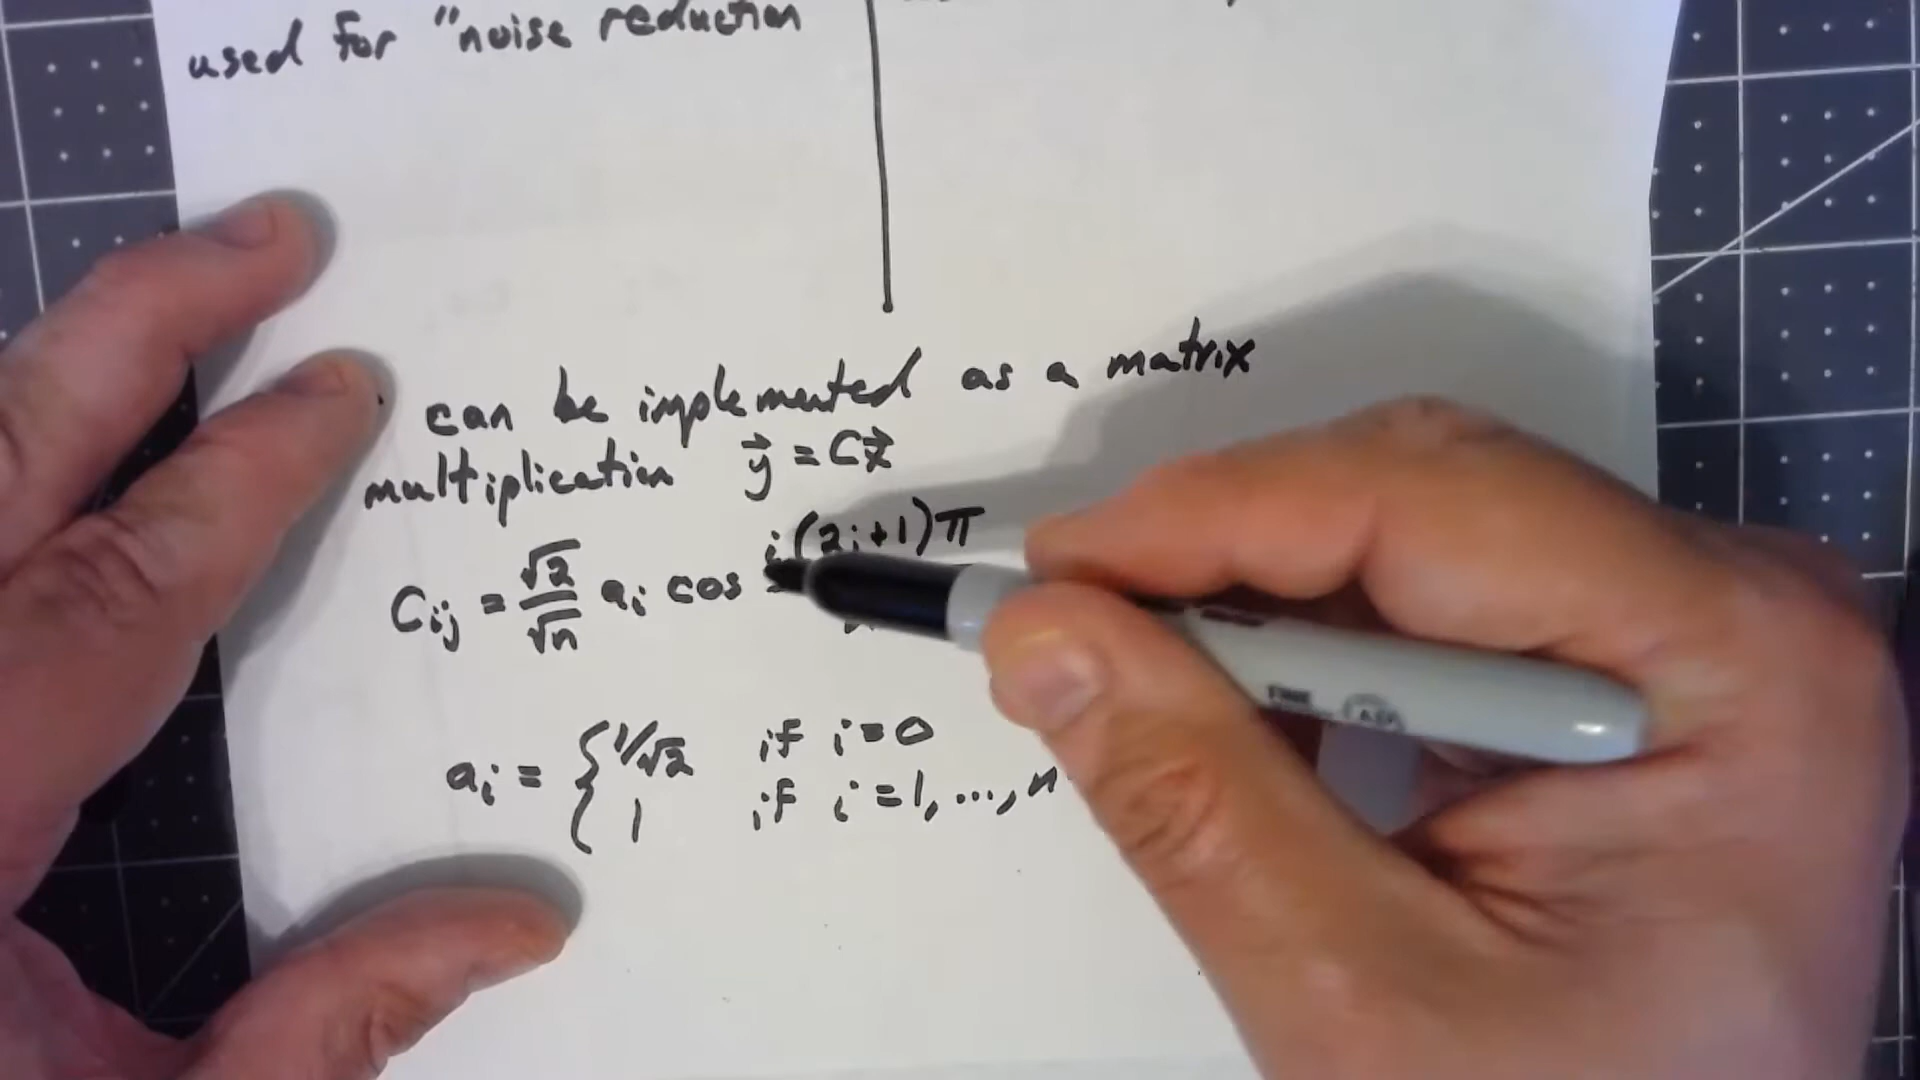 used for "noise reduction
can be implemented as a matrix
multiplication y⃗ = Cx⃗
Cij = √2/√n ai cos i(2j+1)π
ai = { 1/√2 if i=0
1 if i=1, ..., n
FINE